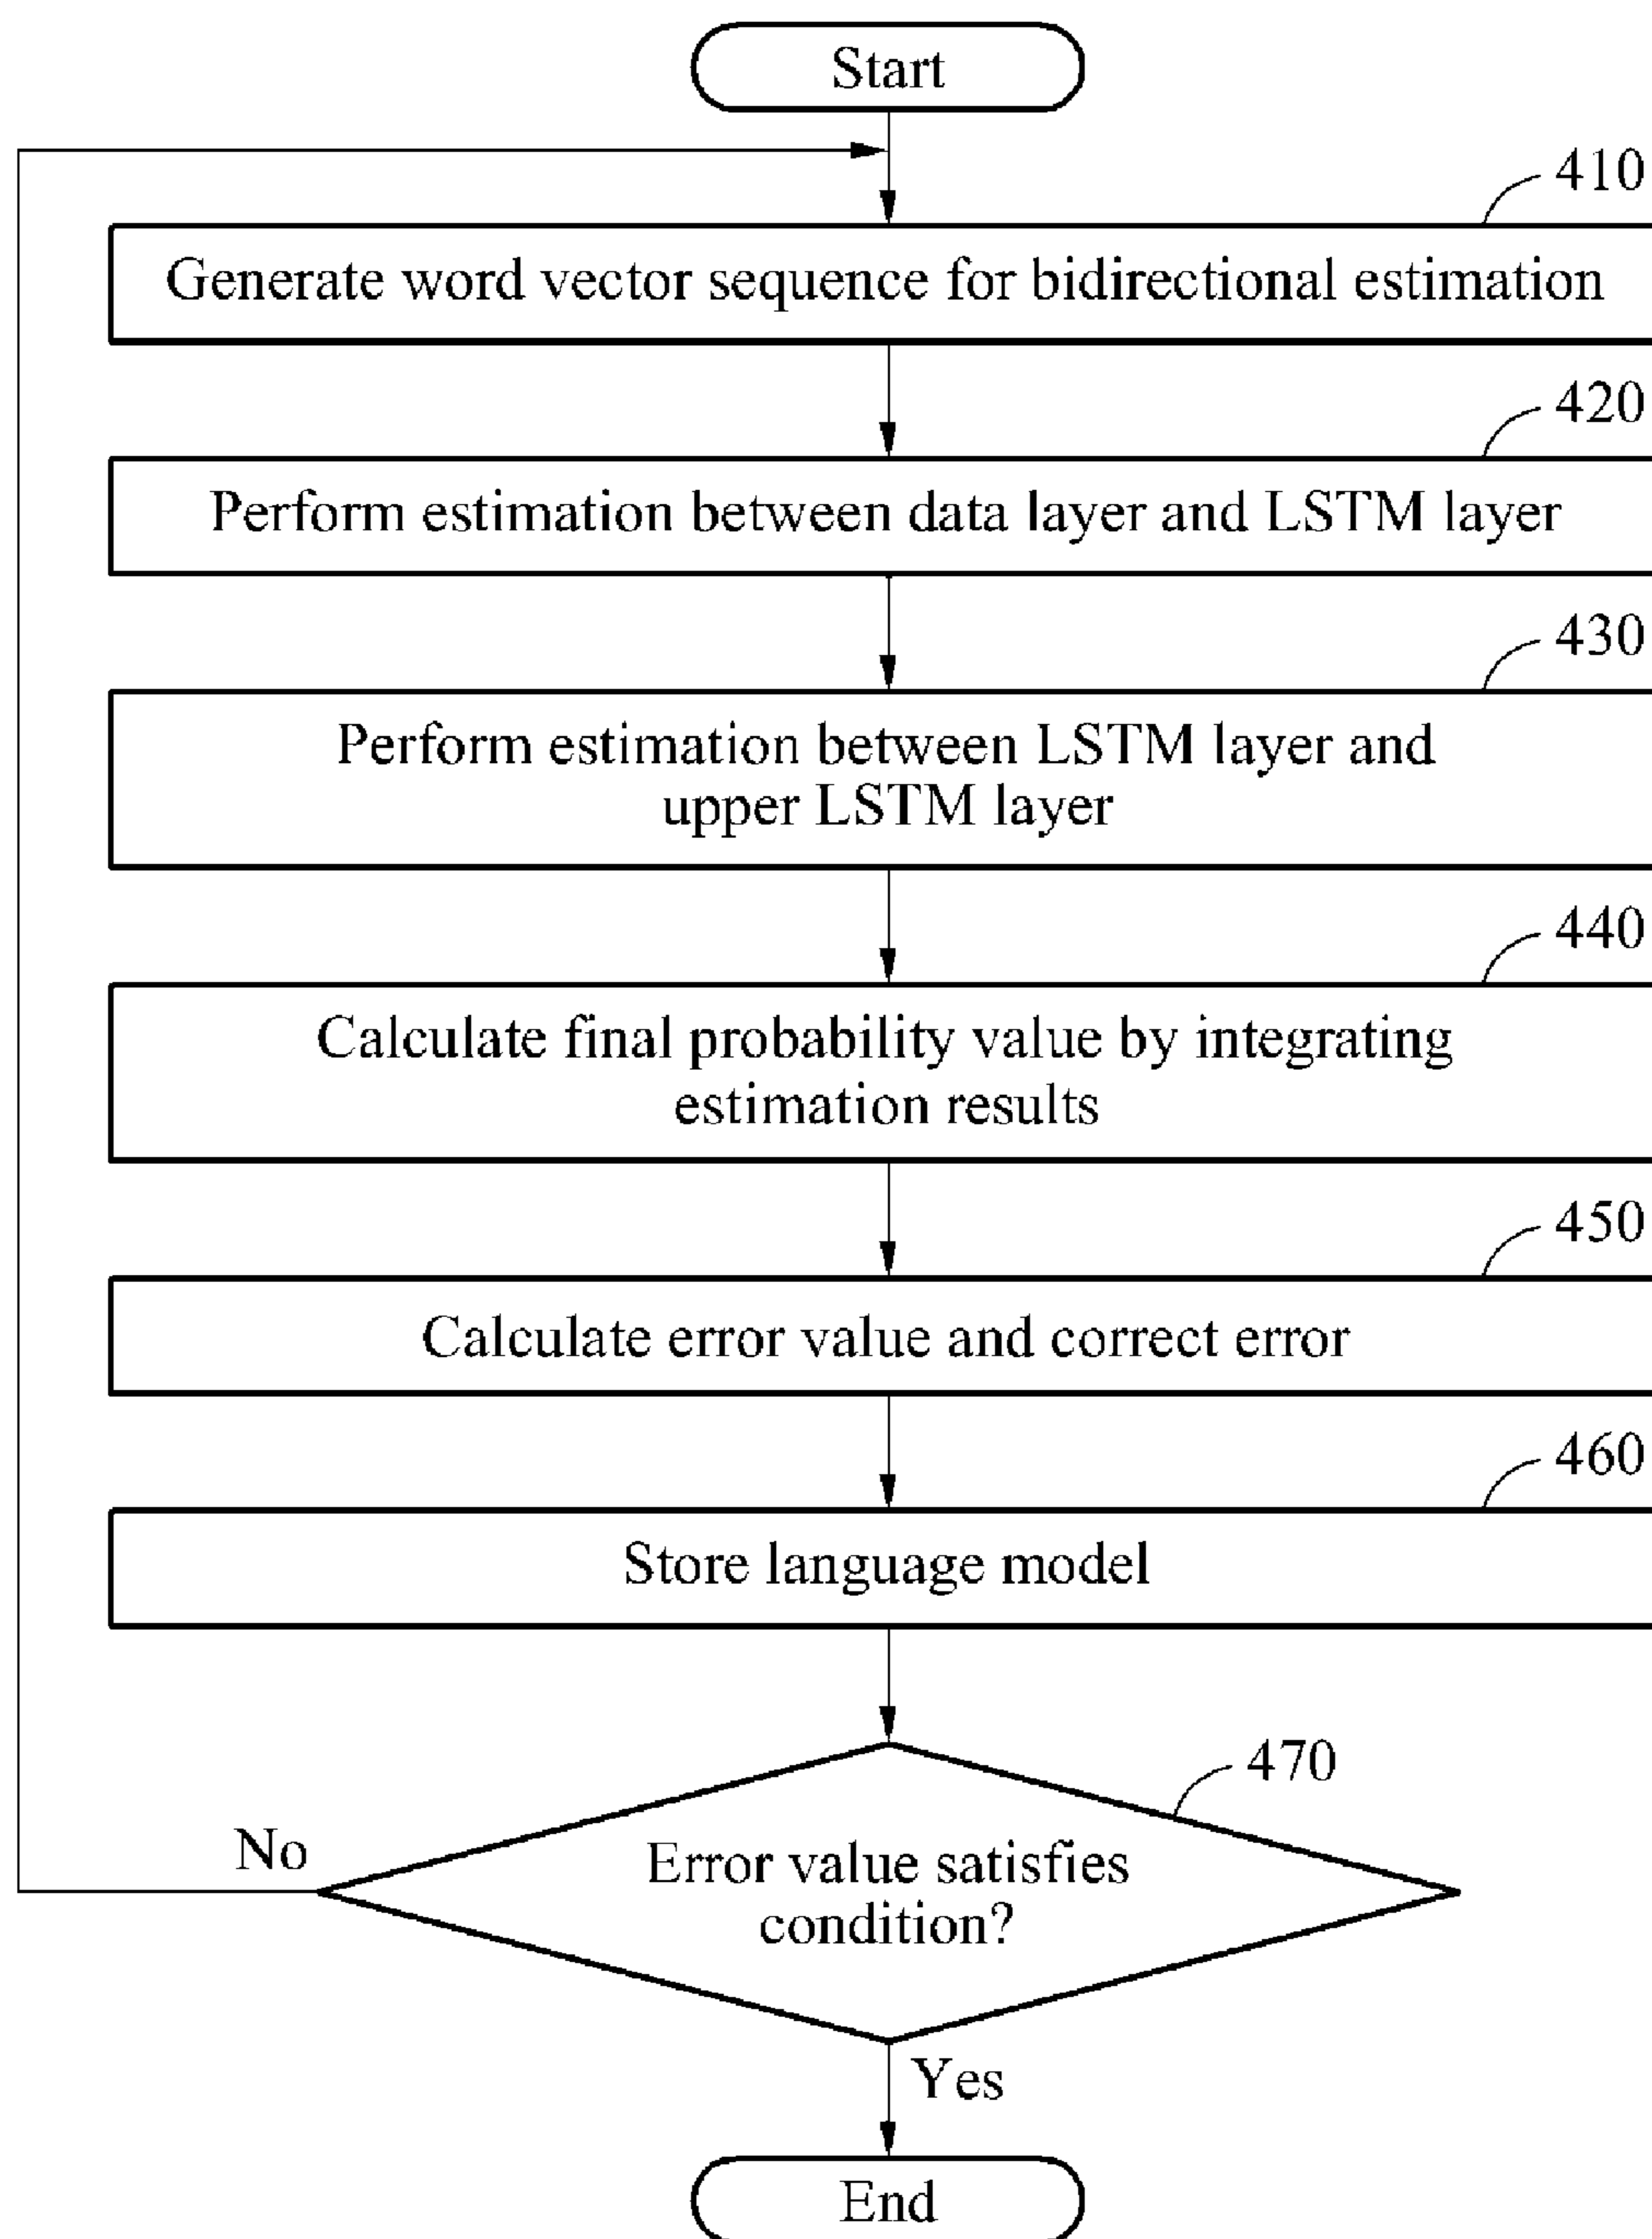 Start
410
Generate word vector sequence for bidirectional estimation
420
Perform estimation between data layer and LSTM layer
430
Perform estimation between LSTM layer and
upper LSTM layer
440
Calculate final probability value by integrating
estimation results
450
Calculate error value and correct error
460
Store language model
470
No
Error value satisfies
condition?
Yes
End